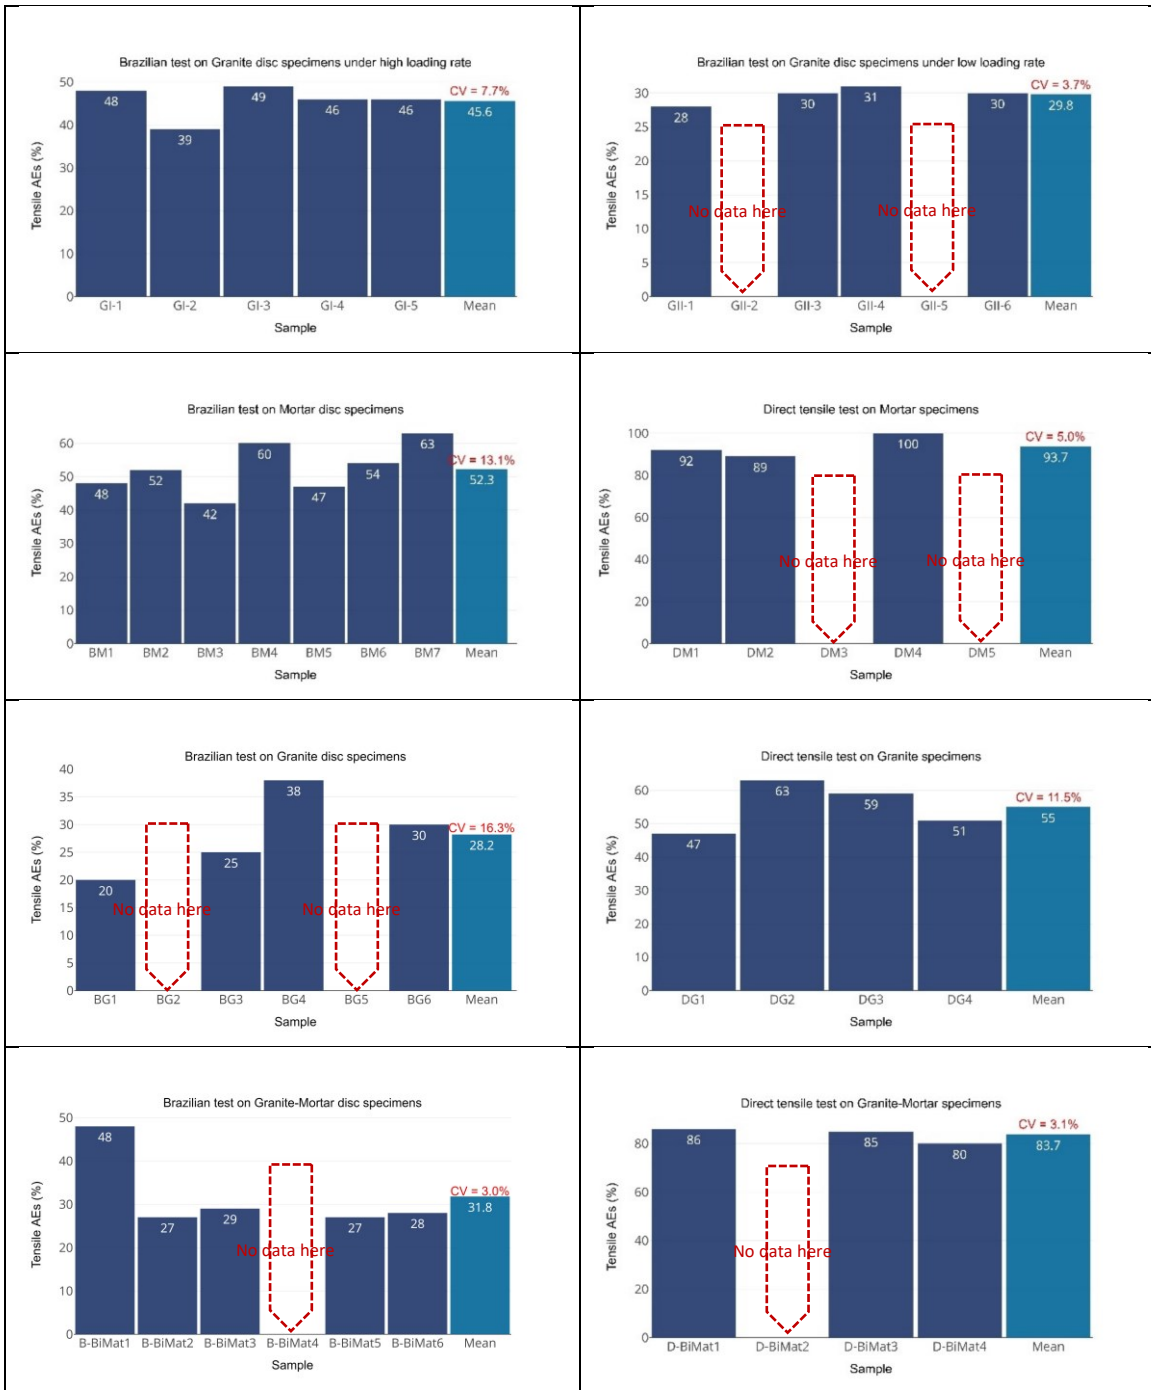 Brazilian test on Granite disc specimens under high loading rate
CV = 7.7%
50
40
30
20
10
0
Tensile AEs (%)
48
39
49
46
46
45.6
GI-1 GI-2 GI-3 GI-4 GI-5 Mean
Sample
Brazilian test on Granite disc specimens under low loading rate
CV = 3.7%
30
25
20
15
10
5
0
Tensile AEs (%)
28
No data here
30
31
No data here
30
29.8
GII-1 GII-2 GII-3 GII-4 GII-5 GII-6 Mean
Sample
Brazilian test on Mortar disc specimens
CV = 13.1%
60
50
40
30
20
10
0
Tensile AEs (%)
48
52
42
60
47
54
63
52.3
BM1 BM2 BM3 BM4 BM5 BM6 BM7 Mean
Sample
Direct tensile test on Mortar specimens
CV = 5.0%
100
80
60
40
20
0
Tensile AEs (%)
92
89
No data here
100
No data here
93.7
DM1 DM2 DM3 DM4 DM5 Mean
Sample
Brazilian test on Granite disc specimens
CV = 16.3%
40
35
30
25
20
15
10
5
0
Tensile AEs (%)
20
No data here
25
38
No data here
30
28.2
BG1 BG2 BG3 BG4 BG5 BG6 Mean
Sample
Direct tensile test on Granite specimens
CV = 11.5%
60
50
40
30
20
10
0
Tensile AEs (%)
47
63
59
51
55
DG1 DG2 DG3 DG4 Mean
Sample
Brazilian test on Granite-Mortar disc specimens
CV = 3.0%
50
40
30
20
10
0
Tensile AEs (%)
48
27
29
No data here
27
28
31.8
B-BiMat1 B-BiMat2 B-BiMat3 B-BiMat4 B-BiMat5 B-BiMat6 Mean
Sample
Direct tensile test on Granite-Mortar specimens
CV = 3.1%
80
60
40
20
0
Tensile AEs (%)
86
No data here
85
80
83.7
D-BiMat1 D-BiMat2 D-BiMat3 D-BiMat4 Mean
Sample